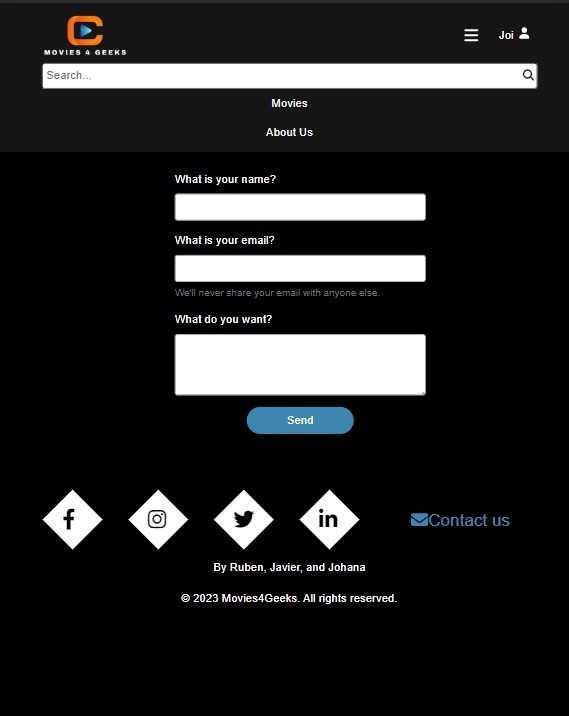 MOVIES 4 GEEKS
Joi
Search...
Movies
About Us
What is your name?
What is your email?
We'll never share your email with anyone else.
What do you want?
Send
Contact us
By Ruben, Javier, and Johana
© 2023 Movies4Geeks. All rights reserved.